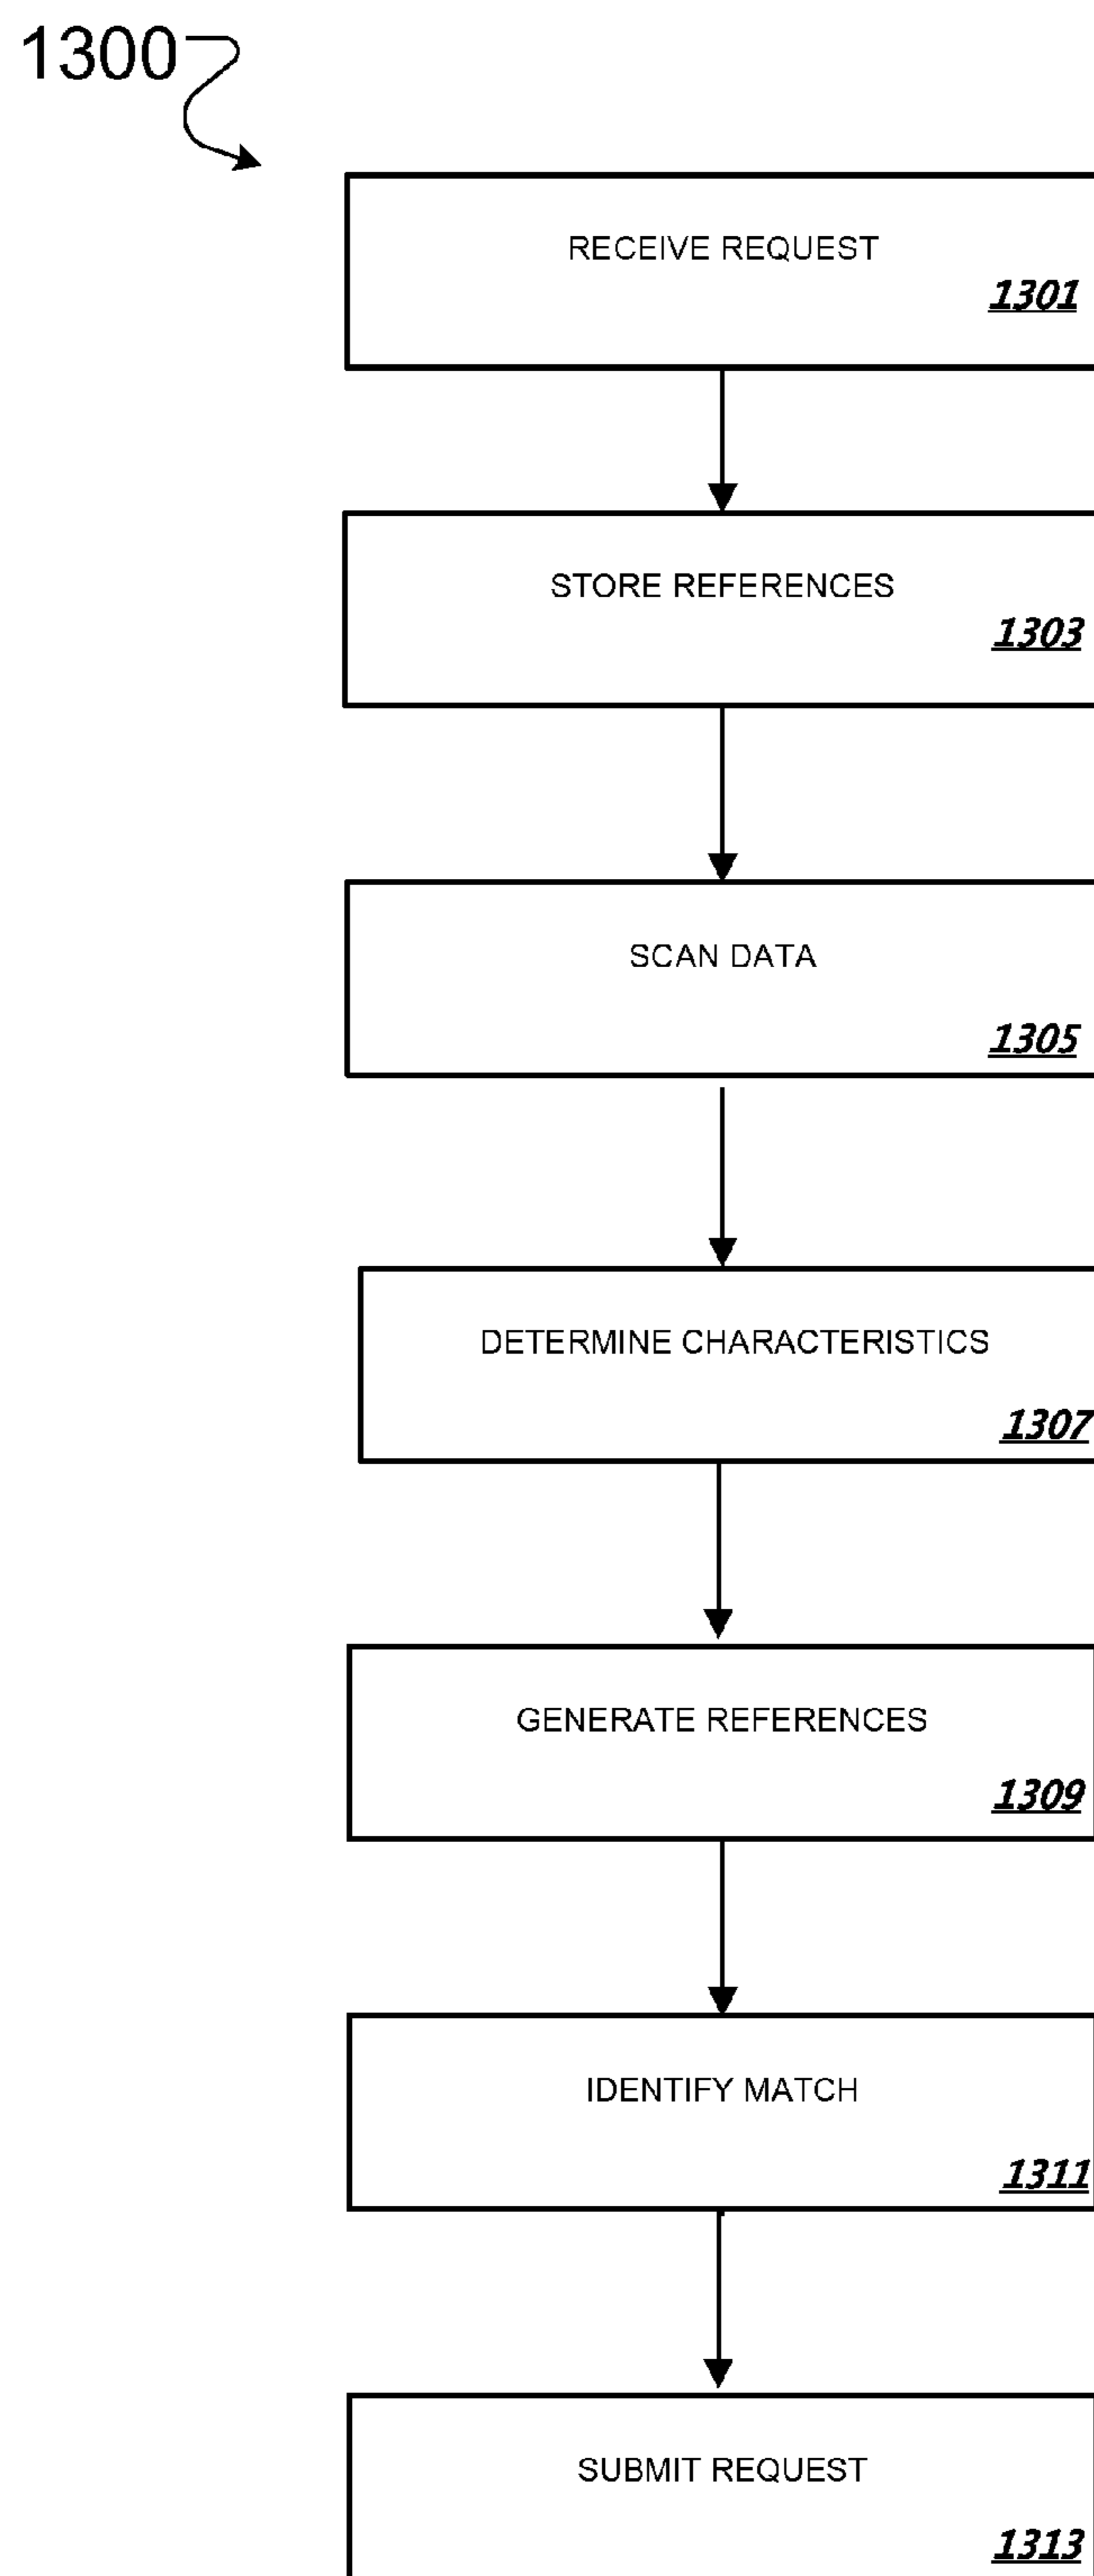 1300
RECEIVE REQUEST
1301
STORE REFERENCES
1303
SCAN DATA
1305
DETERMINE CHARACTERISTICS
1307
GENERATE REFERENCES
1309
IDENTIFY MATCH
1311
SUBMIT REQUEST
1313